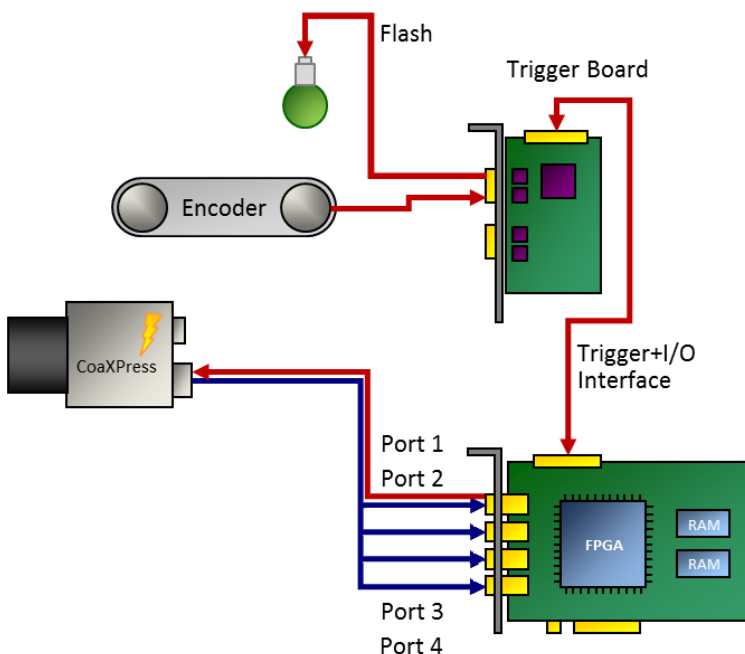 Flash
Trigger Board
Encoder
CoaXPress
Trigger+I/O
Interface
Port 1
Port 2
FPGA
RAM
RAM
Port 3
Port 4